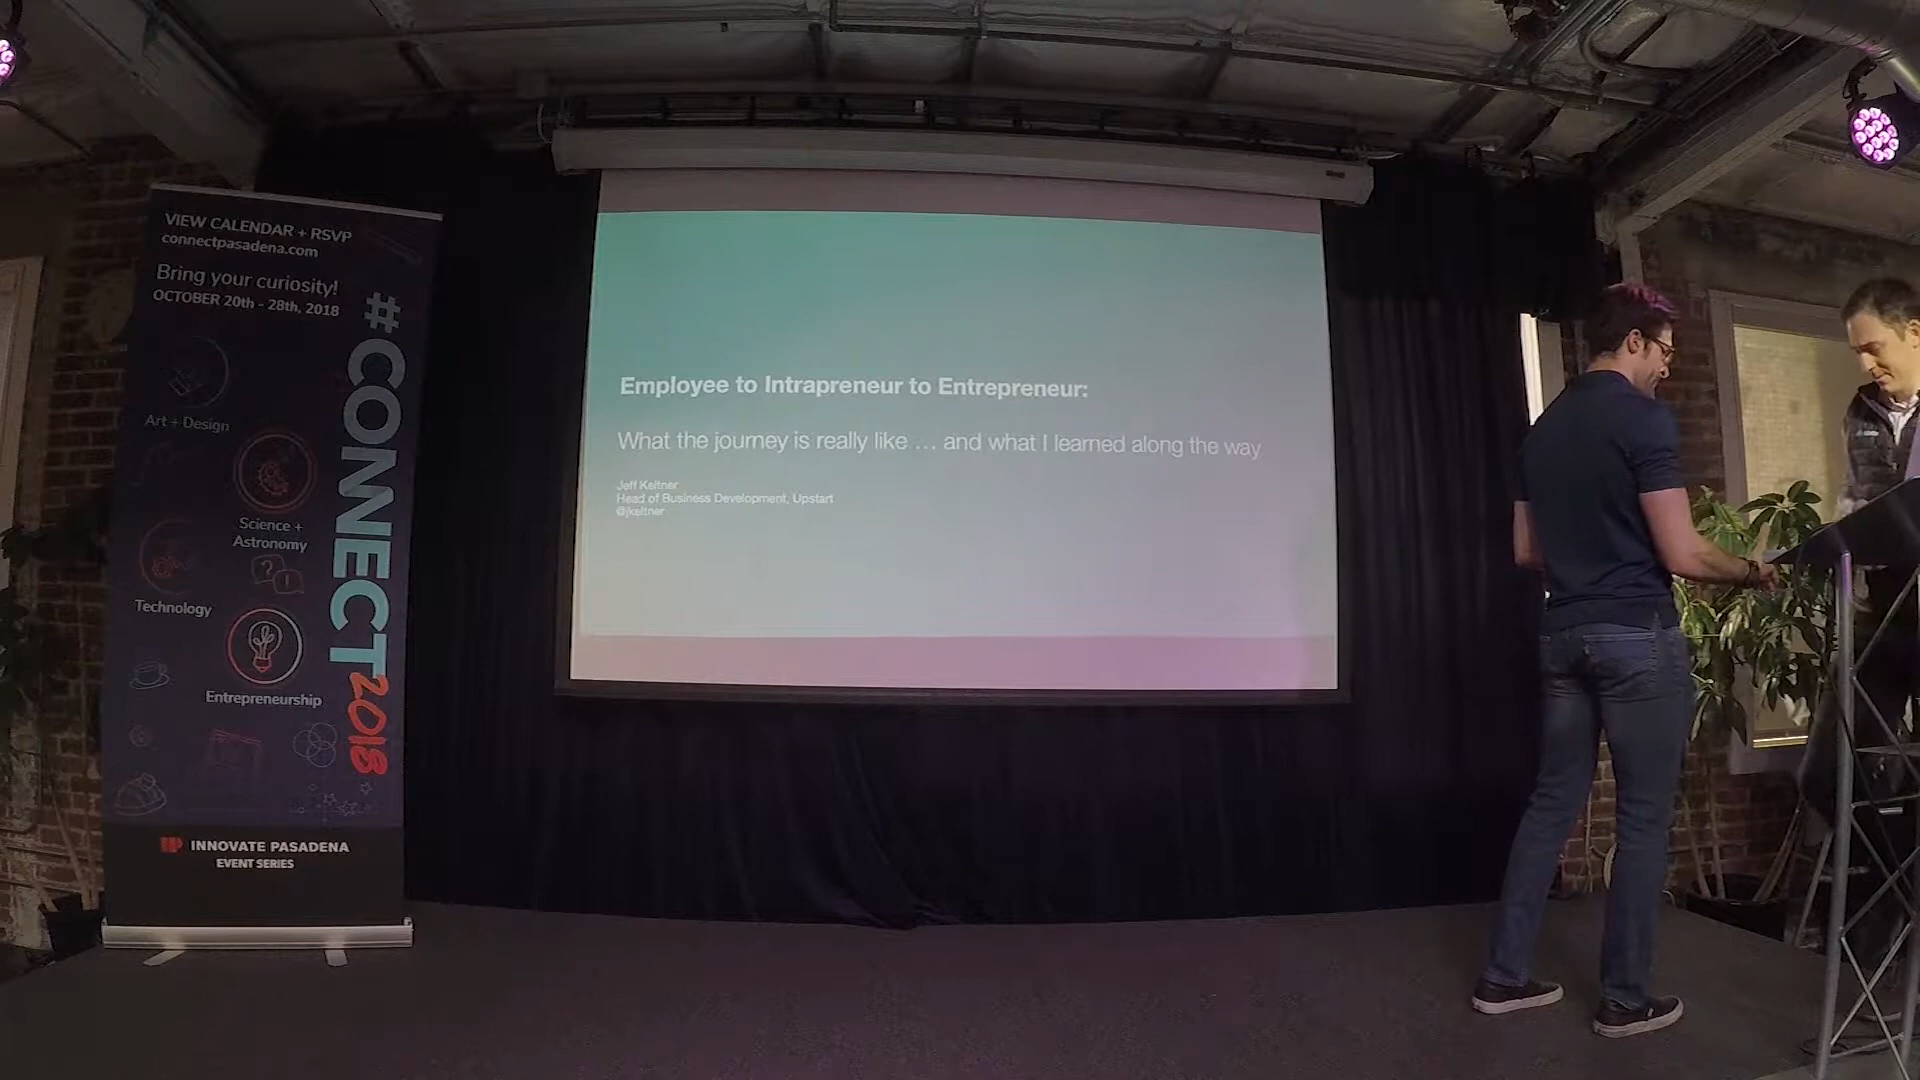 VIEW CALENDAR + RSVP
connectpasadena.com
Bring your curiosity!
OCTOBER 20th - 28th, 2018
#CONNECT2018
Art + Design
Science +
Astronomy
Technology
Entrepreneurship
IP INNOVATE PASADENA
EVENT SERIES
Employee to Intrapreneur to Entrepreneur:
What the journey is really like ... and what I learned along the way
Jeff Keltner
Head of Business Development, Upstart
@jkeltner